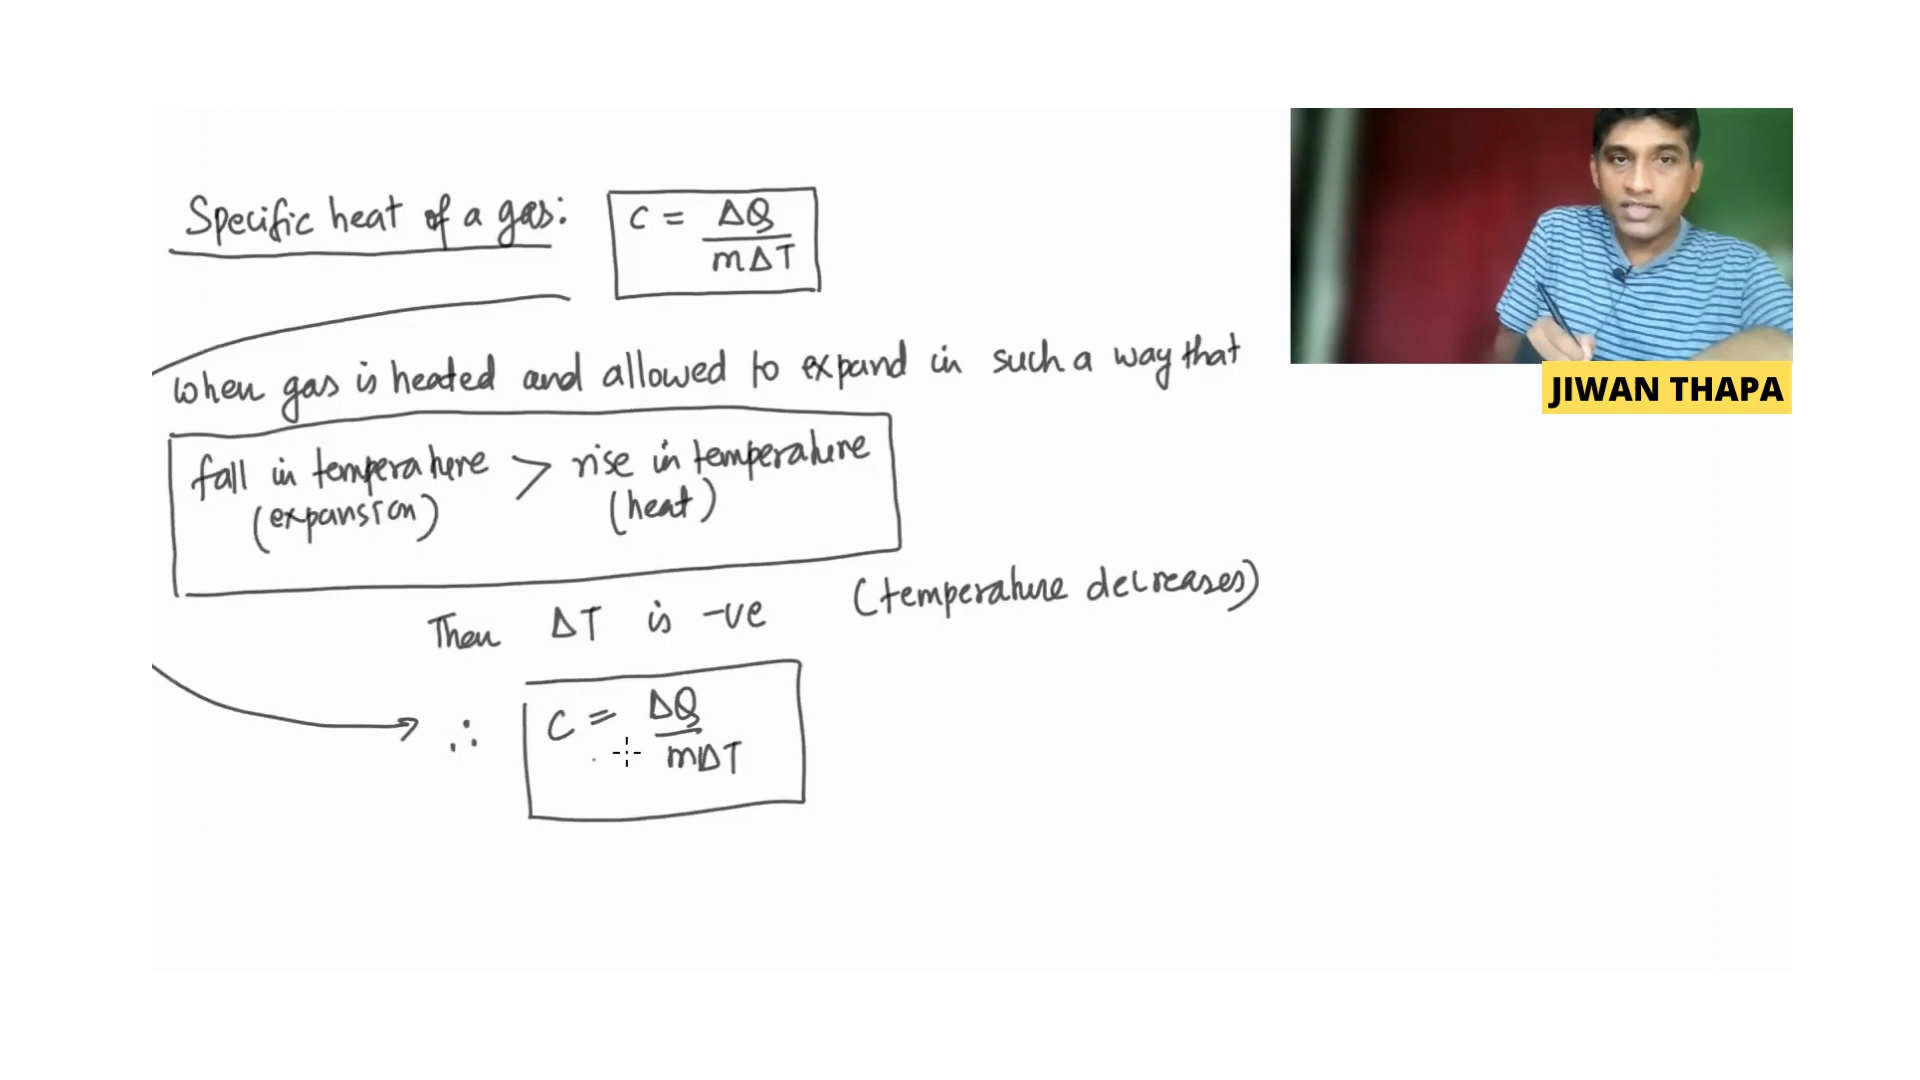 Specific heat of a gas:
C = ΔQ / mΔT
When gas is heated and allowed to expand in such a way that
fall in temperature > rise in temperature
(expansion) (heat)
Then ΔT is -ve (temperature decreases)
∴ C = ΔQ / mΔT
JIWAN THAPA